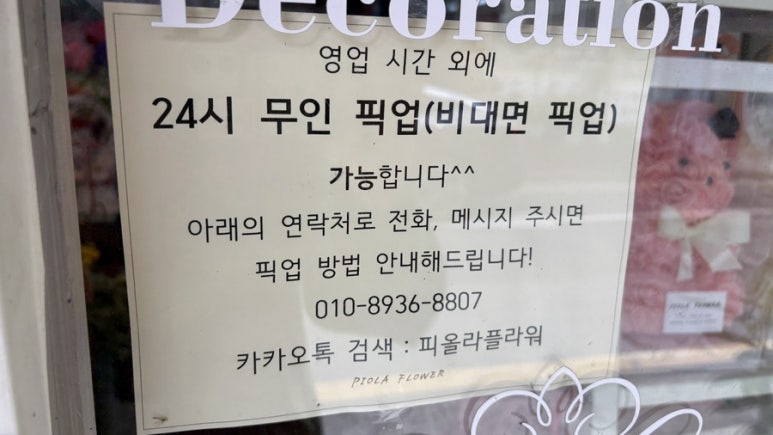 Decoration
영업 시간 외에
24시 무인 픽업(비대면 픽업)
가능합니다^^
아래의 연락처로 전화, 메시지 주시면
픽업 방법 안내해드립니다!
010-8936-8807
카카오톡 검색 : 피올라플라워
PIOLA FLOWER
PIOLA FLOWER